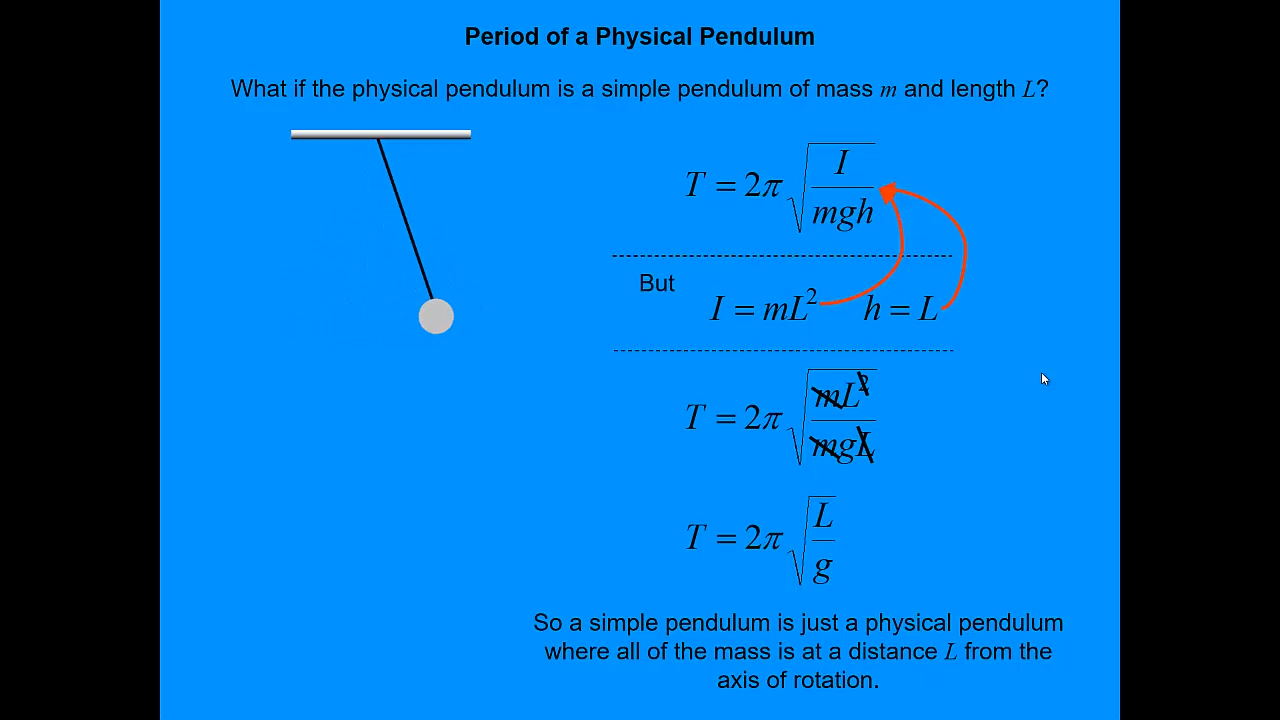 Period of a Physical Pendulum
What if the physical pendulum is a simple pendulum of mass m and length L?
T = 2π √(I / mgh)
But
I = mL² h = L
T = 2π √(mL² / mgL)
T = 2π √(L / g)
So a simple pendulum is just a physical pendulum
where all of the mass is at a distance L from the
axis of rotation.